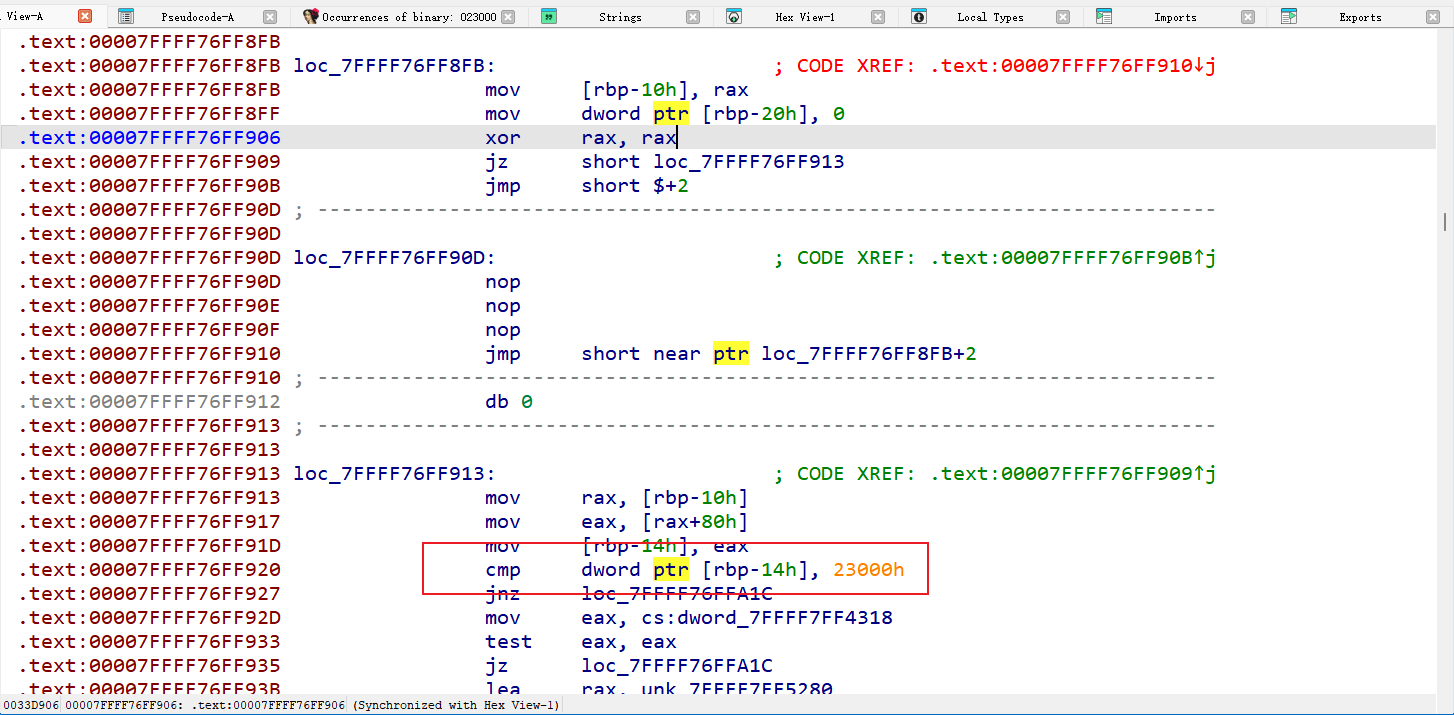 View-A Pseudocode-A Occurrences of binary: 023000 Strings Hex View-1 Local Types Imports Exports
.text:00007FFFF76FF8FB
.text:00007FFFF76FF8FB loc_7FFFF76FF8FB: ; CODE XREF: .text:00007FFFF76FF910↓j
.text:00007FFFF76FF8FB mov [rbp-10h], rax
.text:00007FFFF76FF8FF mov dword ptr [rbp-20h], 0
.text:00007FFFF76FF906 xor rax, rax
.text:00007FFFF76FF909 jz short loc_7FFFF76FF913
.text:00007FFFF76FF90B jmp short $+2
.text:00007FFFF76FF90D ; ---------------------------------------------------------------------------
.text:00007FFFF76FF90D
.text:00007FFFF76FF90D loc_7FFFF76FF90D: ; CODE XREF: .text:00007FFFF76FF90B↑j
.text:00007FFFF76FF90D nop
.text:00007FFFF76FF90E nop
.text:00007FFFF76FF90F nop
.text:00007FFFF76FF910 jmp short near ptr loc_7FFFF76FF8FB+2
.text:00007FFFF76FF910 ; ---------------------------------------------------------------------------
.text:00007FFFF76FF912 db 0
.text:00007FFFF76FF913 ; ---------------------------------------------------------------------------
.text:00007FFFF76FF913
.text:00007FFFF76FF913 loc_7FFFF76FF913: ; CODE XREF: .text:00007FFFF76FF909↑j
.text:00007FFFF76FF913 mov rax, [rbp-10h]
.text:00007FFFF76FF917 mov eax, [rax+80h]
.text:00007FFFF76FF91D mov [rbp-14h], eax
.text:00007FFFF76FF920 cmp dword ptr [rbp-14h], 23000h
.text:00007FFFF76FF927 jnz loc_7FFFF76FFA1C
.text:00007FFFF76FF92D mov eax, cs:dword_7FFFF7FF4318
.text:00007FFFF76FF933 test eax, eax
.text:00007FFFF76FF935 jz loc_7FFFF76FFA1C
.text:00007FFFF76FF93B lea rax, unk_7FFFF7FF5280
0033D906 00007FFFF76FF906: .text:00007FFFF76FF906 (Synchronized with Hex View-1)